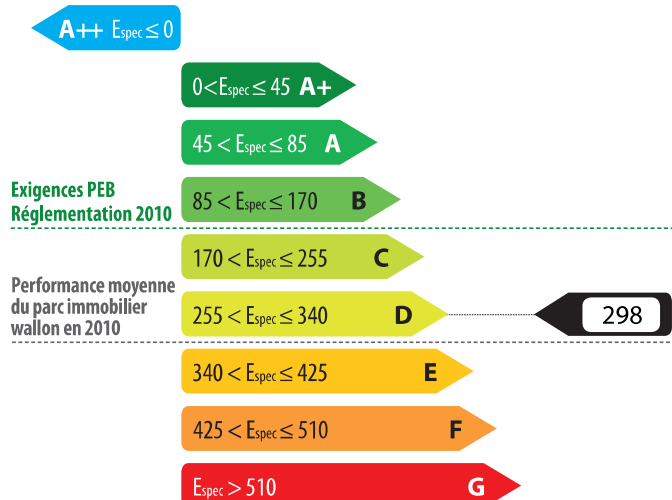 A++ Espec ≤ 0
0<Espec ≤ 45 A+
45 < Espec ≤ 85 A
Exigences PEB
Réglementation 2010
85 < Espec ≤ 170 B
170 < Espec ≤ 255 C
Performance moyenne
du parc immobilier
wallon en 2010
255 < Espec ≤ 340 D
298
340 < Espec ≤ 425 E
425 < Espec ≤ 510 F
Espec > 510 G